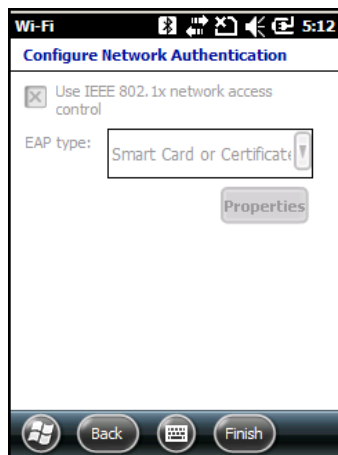 Wi-Fi 5:12
Configure Network Authentication
Use IEEE 802.1x network access
control
EAP type:
Smart Card or Certificate
Properties
Back Finish